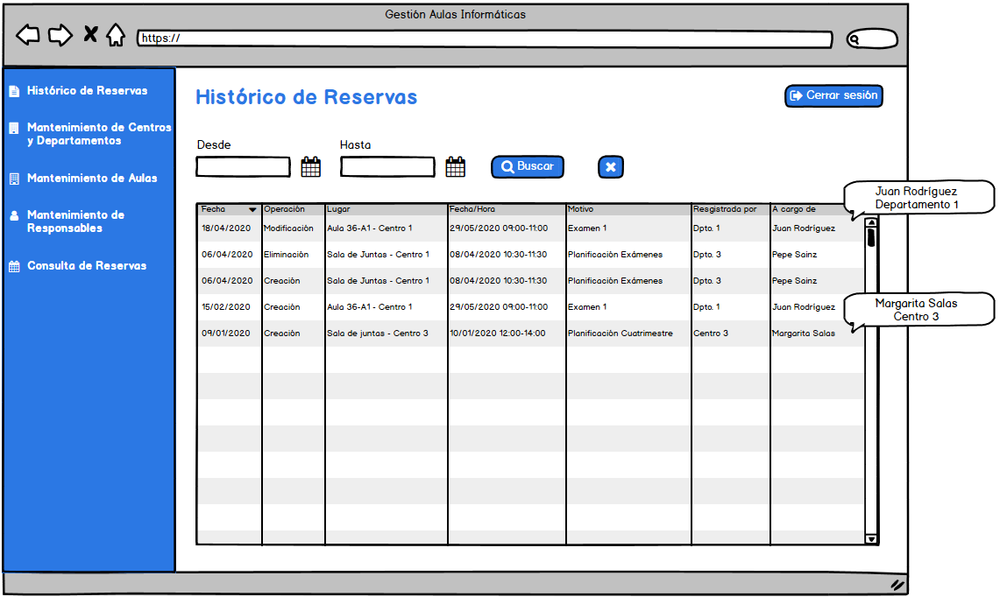 Gestión Aulas Informáticas
https://
Histórico de Reservas
Mantenimiento de Centros
y Departamentos
Mantenimiento de Aulas
Mantenimiento de
Responsables
Consulta de Reservas
Histórico de Reservas
Cerrar sesión
Desde
Hasta
Buscar
Fecha Operación Lugar Fecha/Hora Motivo Resgistrada por A cargo de
18/04/2020 Modificación Aula 36-A1 - Centro 1 29/05/2020 09:00-11:00 Examen 1 Dpto. 1 Juan Rodríguez
06/04/2020 Eliminación Sala de Juntas - Centro 1 08/04/2020 10:30-11:30 Planificación Exámenes Dpto. 3 Pepe Sainz
06/04/2020 Creación Sala de Juntas - Centro 1 08/04/2020 10:30-11:30 Planificación Exámenes Dpto. 3 Pepe Sainz
15/02/2020 Creación Aula 36-A1 - Centro 1 29/05/2020 09:00-11:00 Examen 1 Dpto. 1 Juan Rodríguez
09/01/2020 Creación Sala de juntas - Centro 3 10/01/2020 12:00-14:00 Planificación Cuatrimestre Centro 3 Margarita Salas
Juan Rodríguez
Departamento 1
Margarita Salas
Centro 3